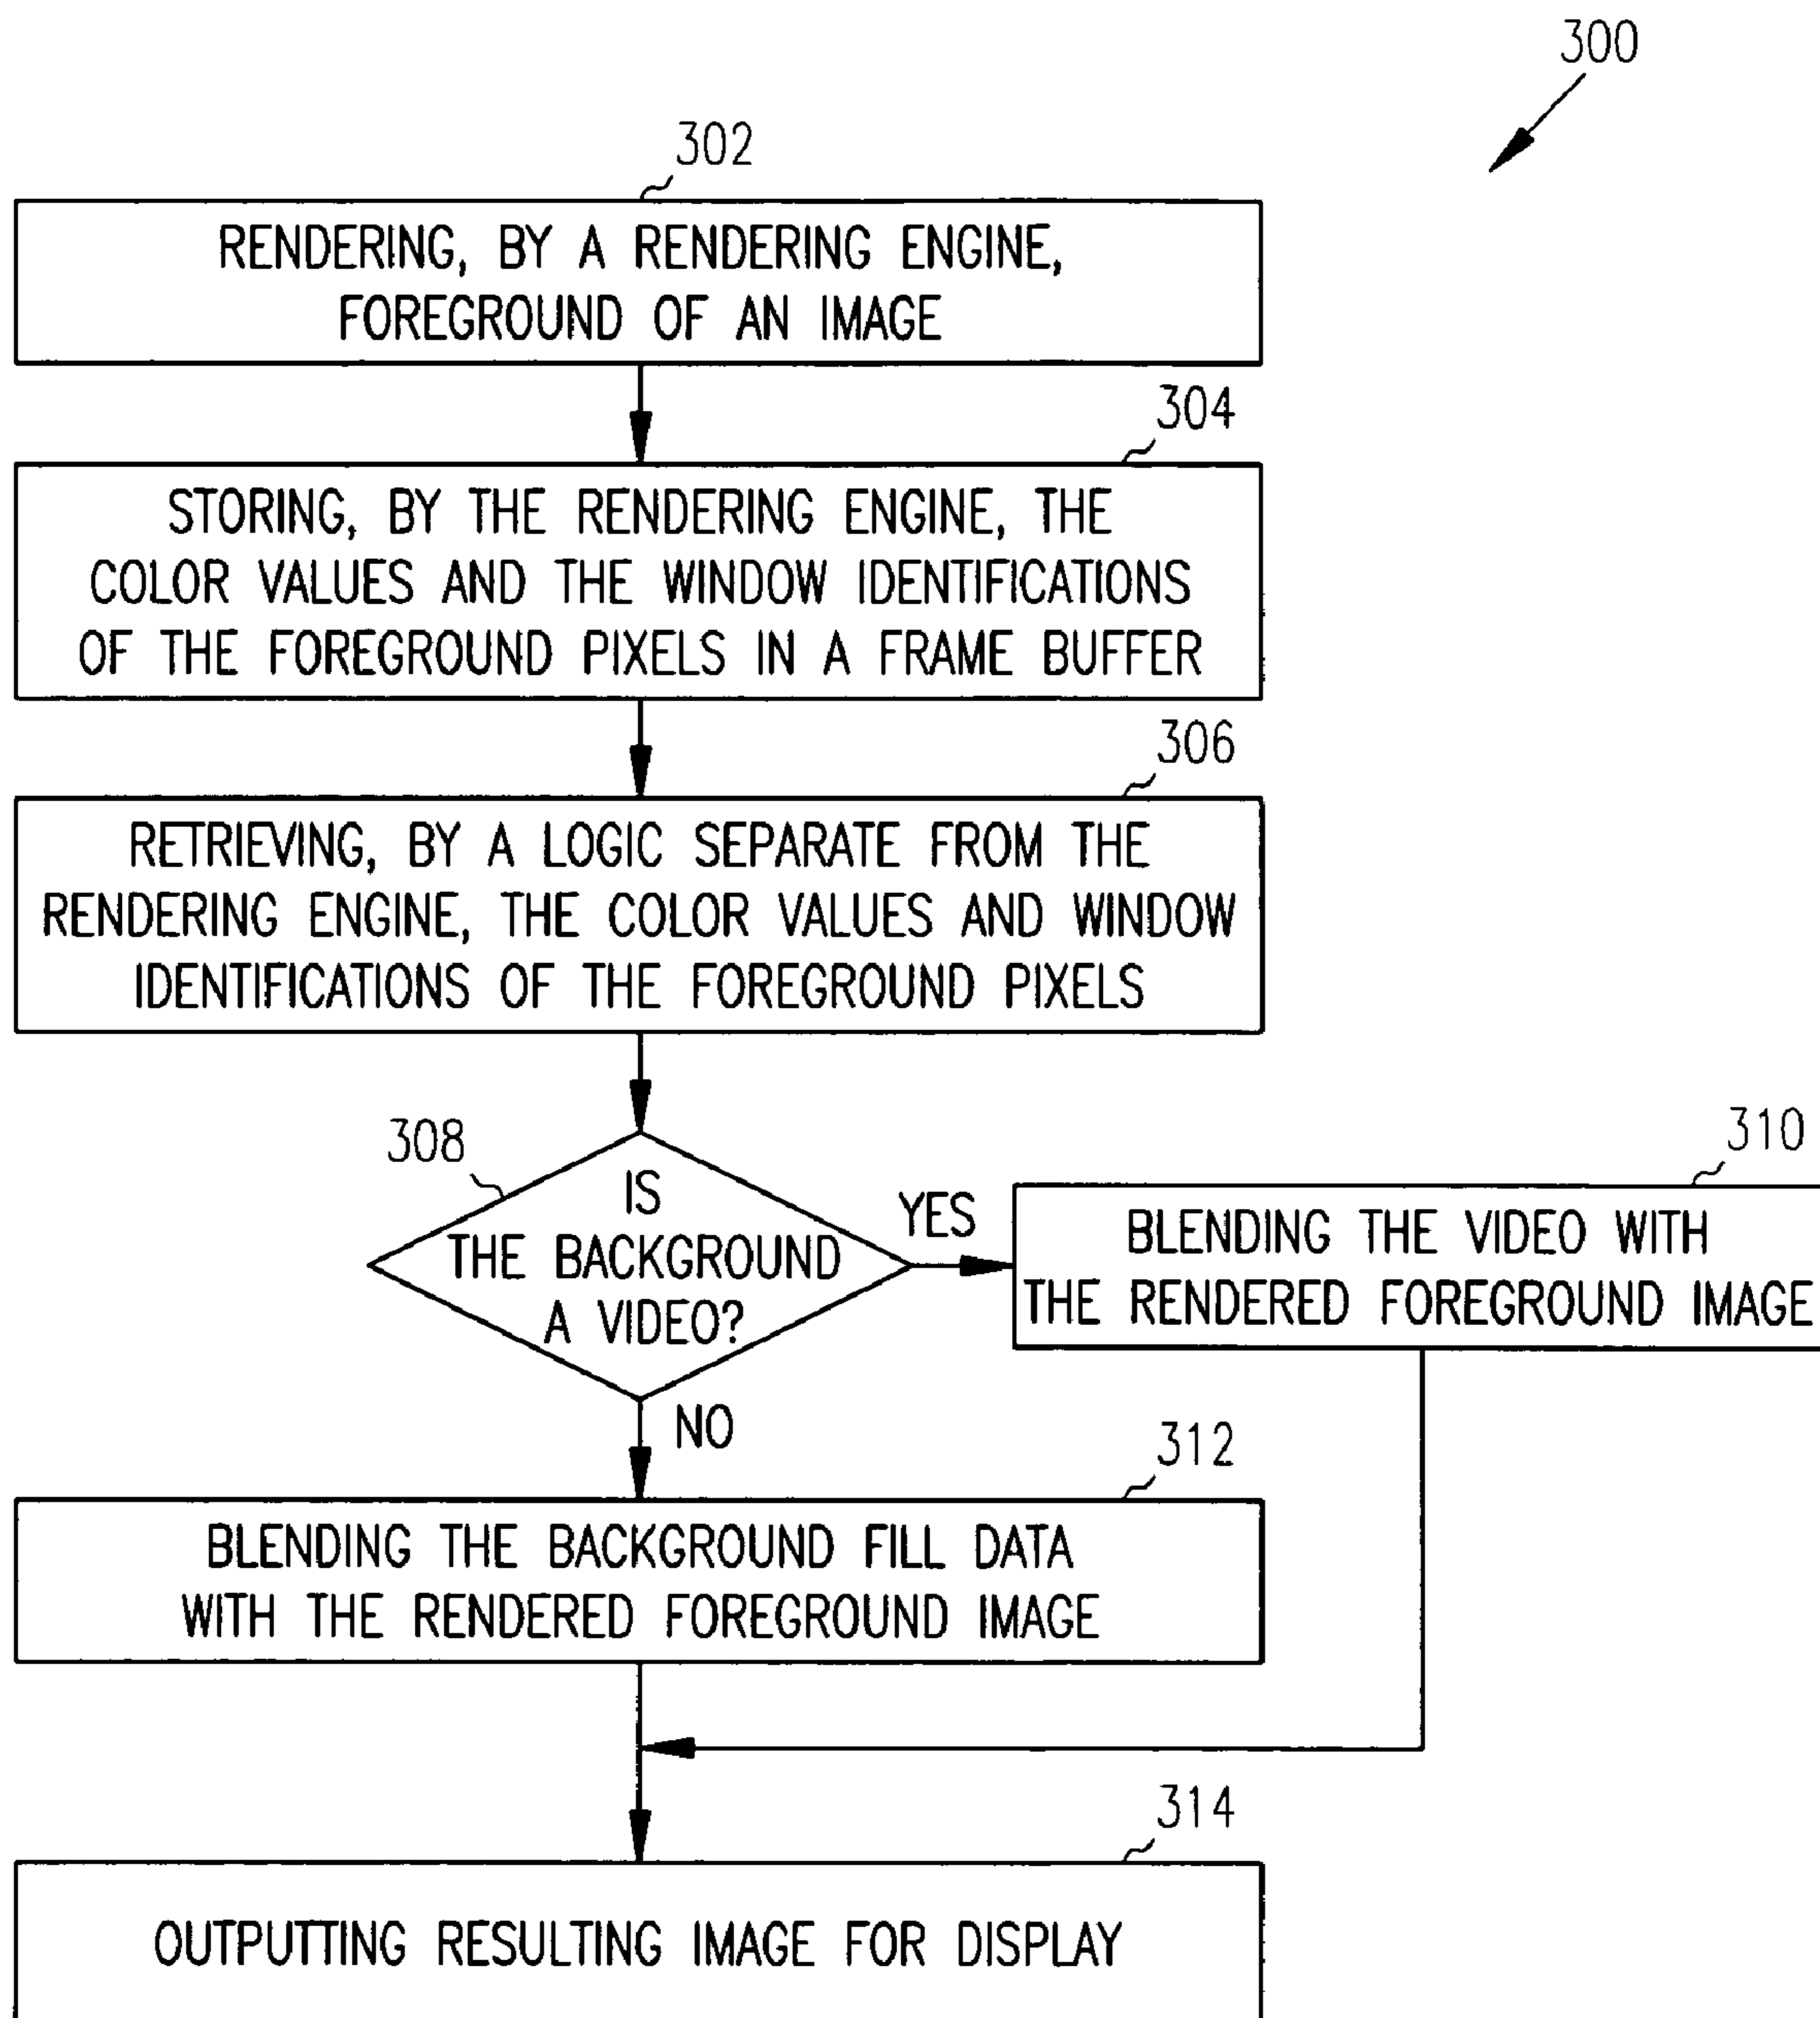 300
302
RENDERING, BY A RENDERING ENGINE,
FOREGROUND OF AN IMAGE
304
STORING, BY THE RENDERING ENGINE, THE
COLOR VALUES AND THE WINDOW IDENTIFICATIONS
OF THE FOREGROUND PIXELS IN A FRAME BUFFER
306
RETRIEVING, BY A LOGIC SEPARATE FROM THE
RENDERING ENGINE, THE COLOR VALUES AND WINDOW
IDENTIFICATIONS OF THE FOREGROUND PIXELS
308
IS
THE BACKGROUND
A VIDEO?
YES
310
BLENDING THE VIDEO WITH
THE RENDERED FOREGROUND IMAGE
NO
312
BLENDING THE BACKGROUND FILL DATA
WITH THE RENDERED FOREGROUND IMAGE
314
OUTPUTTING RESULTING IMAGE FOR DISPLAY